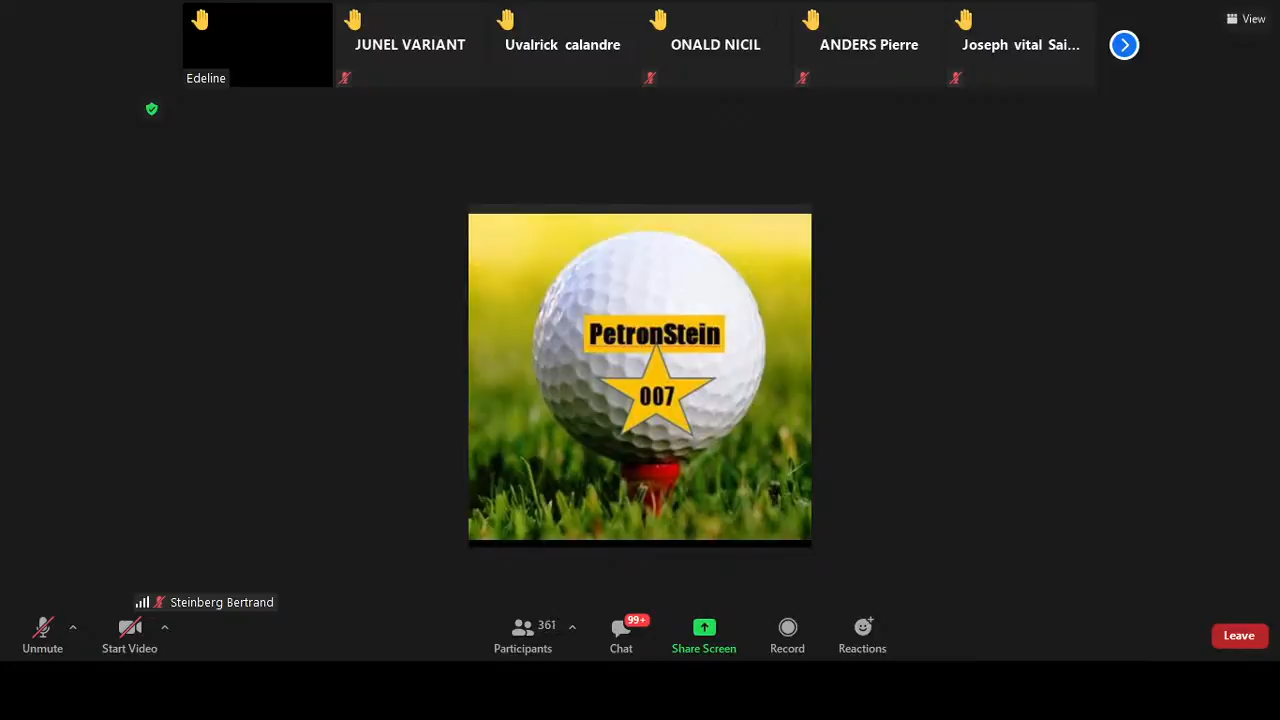 View
JUNEL VARIANT
Uvalrick calandre
ONALD NICIL
ANDERS Pierre
Joseph vital Sai...
Edeline
PetronStein
007
Steinberg Bertrand
Unmute
Start Video
361
Participants
99+
Chat
Share Screen
Record
Reactions
Leave